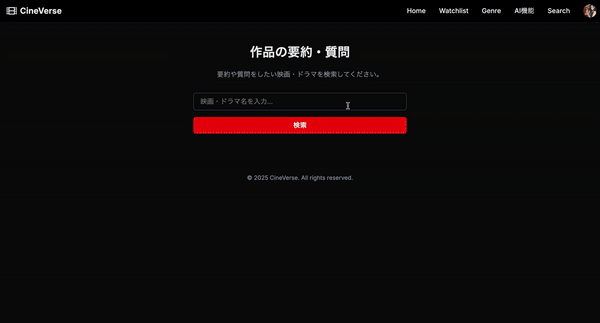 CineVerse
Home Watchlist Genre AI機能 Search
作品の要約・質問
要約や質問をしたい映画・ドラマを検索してください。
映画・ドラマ名を入力...
検索
© 2025 CineVerse. All rights reserved.